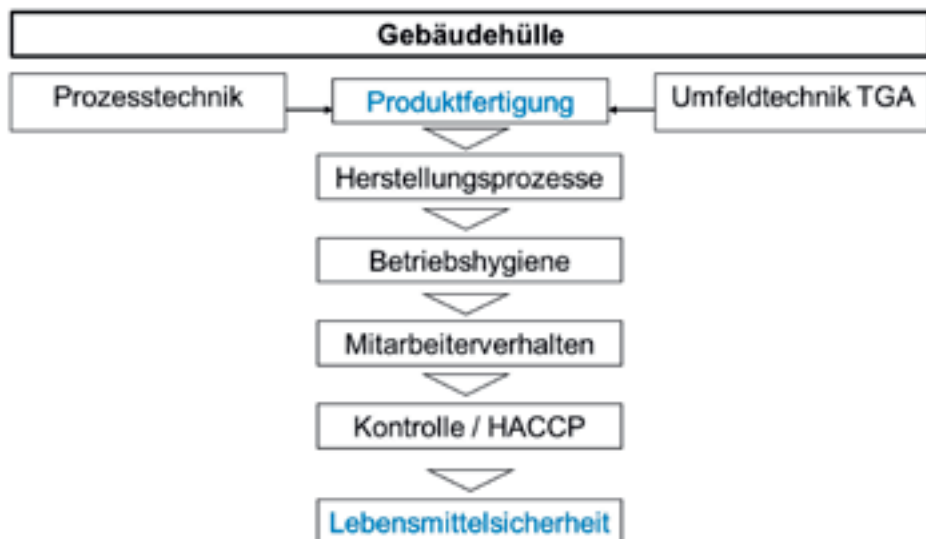 Gebäudehülle
Prozesstechnik
Produktfertigung
Umfeldtechnik TGA
Herstellungsprozesse
Betriebshygiene
Mitarbeiterverhalten
Kontrolle / HACCP
Lebensmittelsicherheit